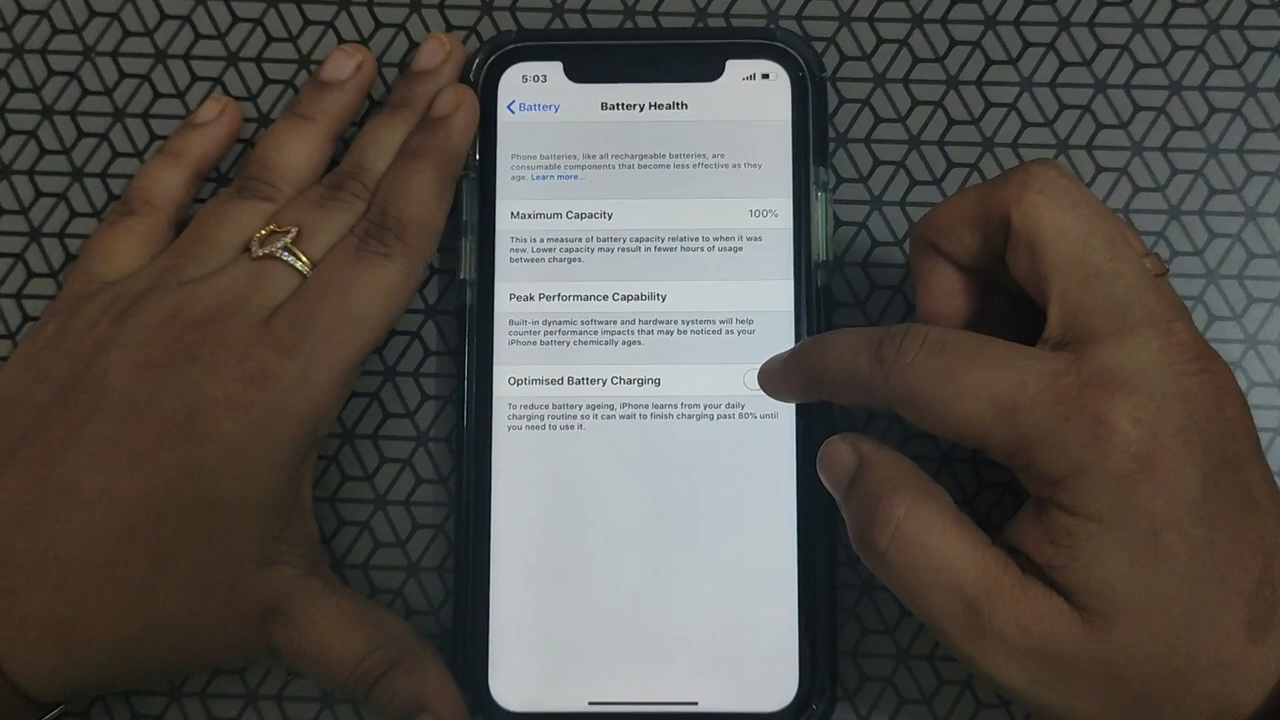 5:03
Battery Battery Health
Phone batteries, like all rechargeable batteries, are
consumable components that become less effective as they
age. Learn more...
Maximum Capacity 100%
This is a measure of battery capacity relative to when it was
new. Lower capacity may result in fewer hours of usage
between charges.
Peak Performance Capability
Built-in dynamic software and hardware systems will help
counter performance impacts that may be noticed as your
iPhone battery chemically ages.
Optimised Battery Charging
To reduce battery ageing, iPhone learns from your daily
charging routine so it can wait to finish charging past 80% until
you need to use it.